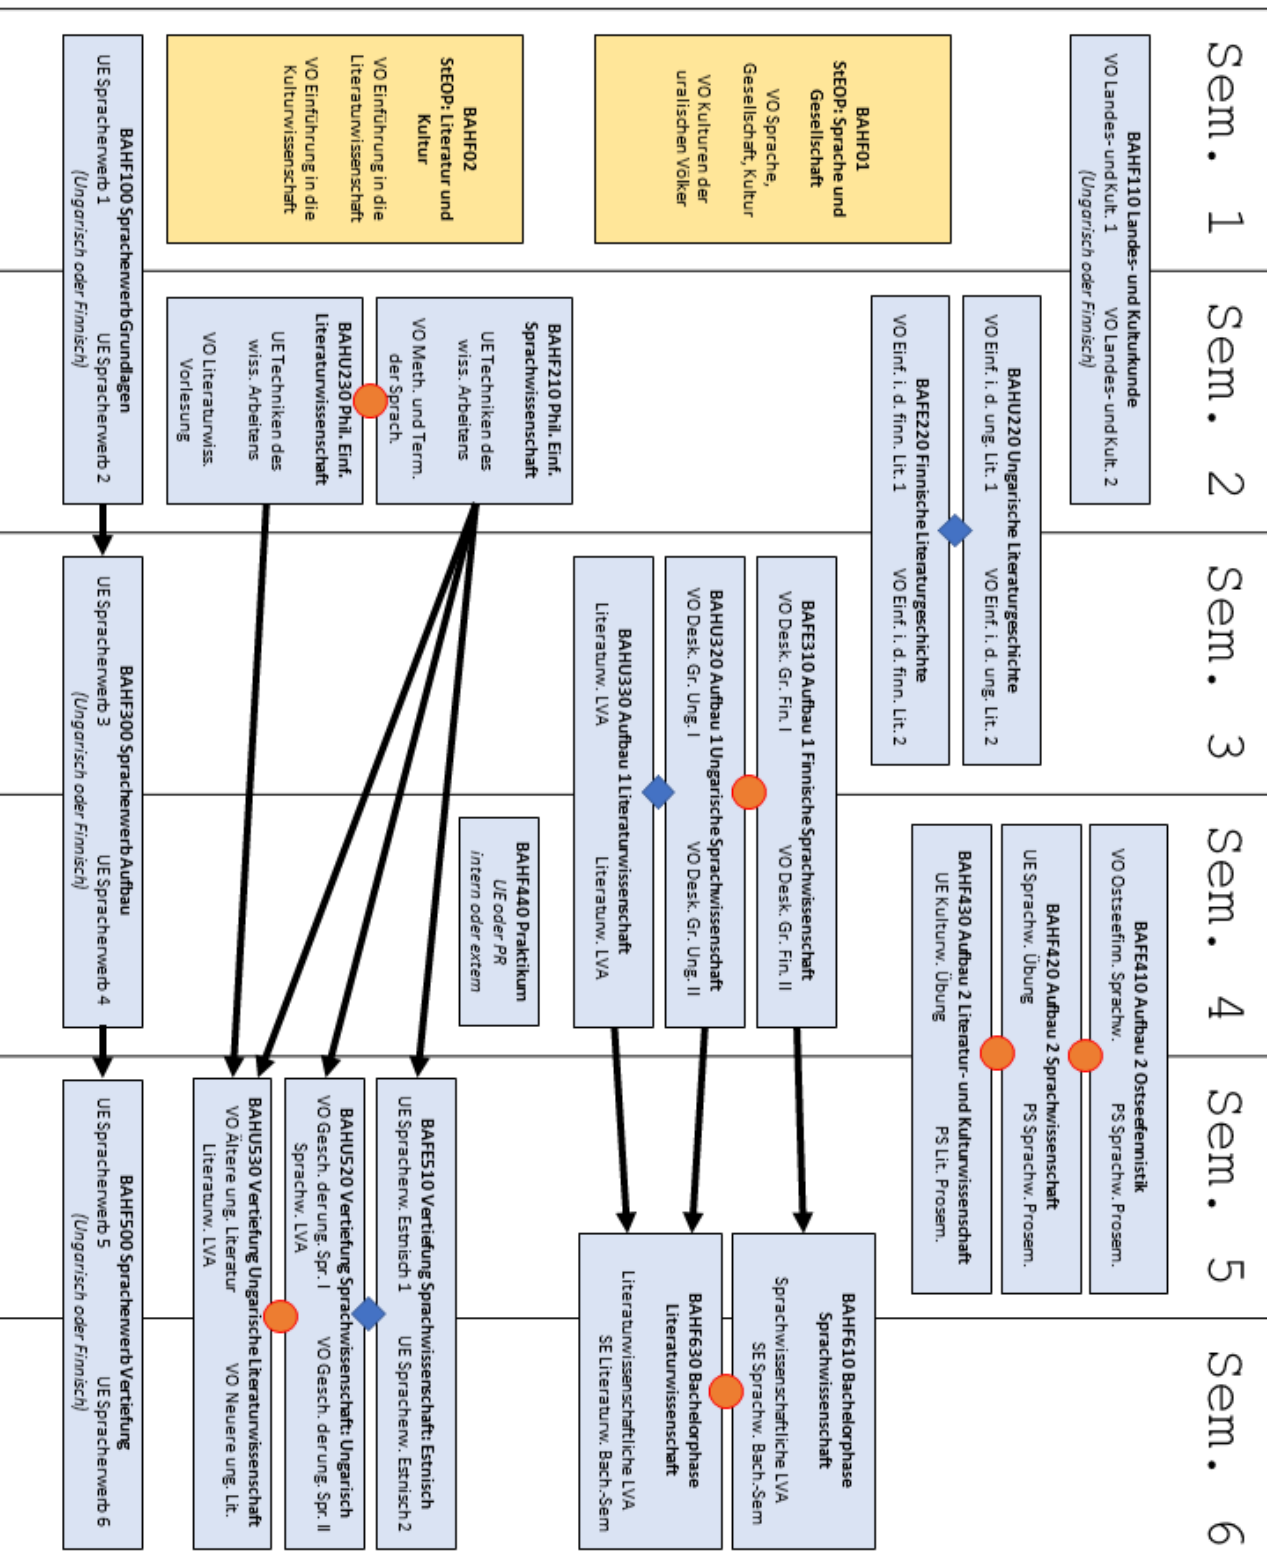 Sem. 1
Sem. 2
Sem. 3
Sem. 4
Sem. 5
Sem. 6
BAHF110 Landes- und Kulturkunde
VO Landes- und Kult. 1 VO Landes- und Kult. 2
(Ungarisch oder Finnisch)
BAHF01
StEOP: Sprache und
Gesellschaft
VO Sprache,
Gesellschaft, Kultur
VO Kulturen der
uralischen Völker
BAHF02
StEOP: Literatur und
Kultur
VO Einführung in die
Literaturwissenschaft
VO Einführung in die
Kulturwissenschaft
BAHF100 Spracherwerb Grundlagen
UE Spracherwerb 1 UE Spracherwerb 2
(Ungarisch oder Finnisch)
BAHU220 Ungarische Literaturgeschichte
VO Einf. i. d. ung. Lit. 1 VO Einf. i. d. ung. Lit. 2
BAFE220 Finnische Literaturgeschichte
VO Einf. i. d. finn. Lit. 1 VO Einf. i. d. finn. Lit. 2
BAHF210 Phil. Einf.
Sprachwissenschaft
UE Techniken des
wiss. Arbeitens
VO Meth. und Term.
der Sprach.
BAHU230 Phil. Einf.
Literaturwissenschaft
UE Techniken des
wiss. Arbeitens
VO Literaturwiss.
Vorlesung
BAFE310 Aufbau 1 Finnische Sprachwissenschaft
VO Desk. Gr. Fin. I VO Desk. Gr. Fin. II
BAHU320 Aufbau 1 Ungarische Sprachwissenschaft
VO Desk. Gr. Ung. I VO Desk. Gr. Ung. II
BAHU330 Aufbau 1 Literaturwissenschaft
Literaturw. LVA Literaturw. LVA
BAHF300 Spracherwerb Aufbau
UE Spracherwerb 3 UE Spracherwerb 4
(Ungarisch oder Finnisch)
BAFE410 Aufbau 2 Ostseefennistik
VO Ostseefinn. Sprachw. PS Sprachw. Prosem.
BAHF420 Aufbau 2 Sprachwissenschaft
UE Sprachw. Übung PS Sprachw. Prosem.
BAHF430 Aufbau 2 Literatur- und Kulturwissenschaft
UE Kulturw. Übung PS Lit. Prosem.
BAHF440 Praktikum
UE oder PR
intern oder extern
BAFE510 Vertiefung Sprachwissenschaft: Estnisch
UE Spracherw. Estnisch 1 UE Spracherw. Estnisch 2
BAHU520 Vertiefung Sprachwissenschaft: Ungarisch
VO Gesch. der ung. Spr. I VO Gesch. der ung. Spr. II
Sprachw. LVA
BAHU530 Vertiefung Ungarische Literaturwissenschaft
VO Ältere ung. Literatur VO Neuere ung. Lit.
Literaturw. LVA
BAHF500 Spracherwerb Vertiefung
UE Spracherwerb 5 UE Spracherwerb 6
(Ungarisch oder Finnisch)
BAHF610 Bachelorphase
Sprachwissenschaft
Sprachwissenschaftliche LVA
SE Sprachw. Bach.-Sem
BAHF630 Bachelorphase
Literaturwissenschaft
Literaturwissenschaftliche LVA
SE Literaturw. Bach.-Sem